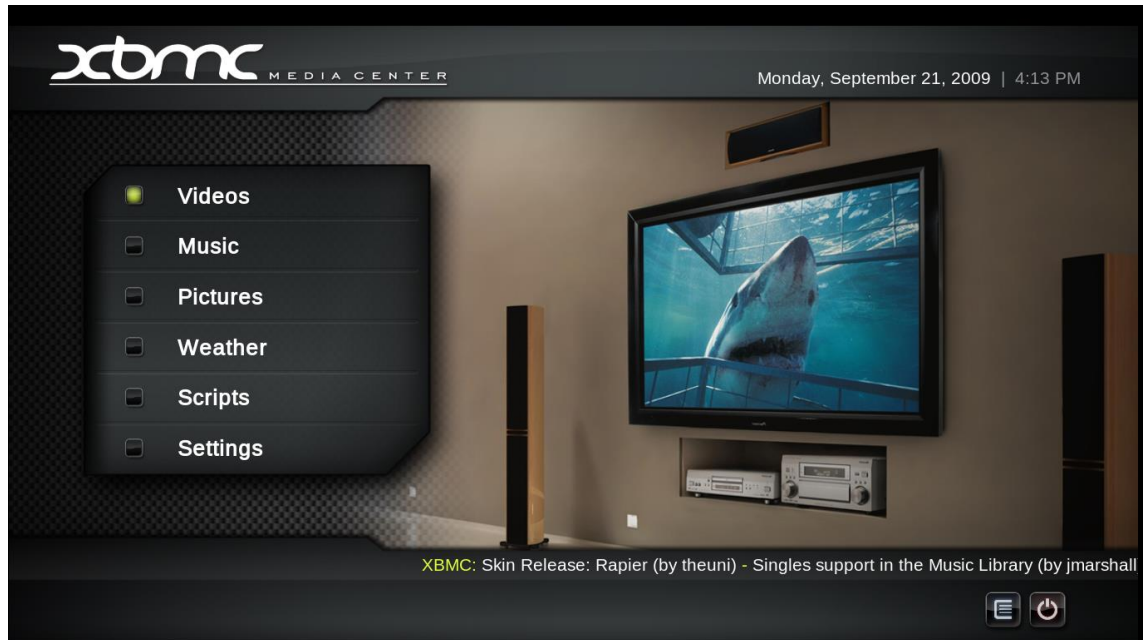 xbmc MEDIA CENTER
Monday, September 21, 2009 | 4:13 PM
Videos
Music
Pictures
Weather
Scripts
Settings
XBMC: Skin Release: Rapier (by theuni) - Singles support in the Music Library (by jmarshall